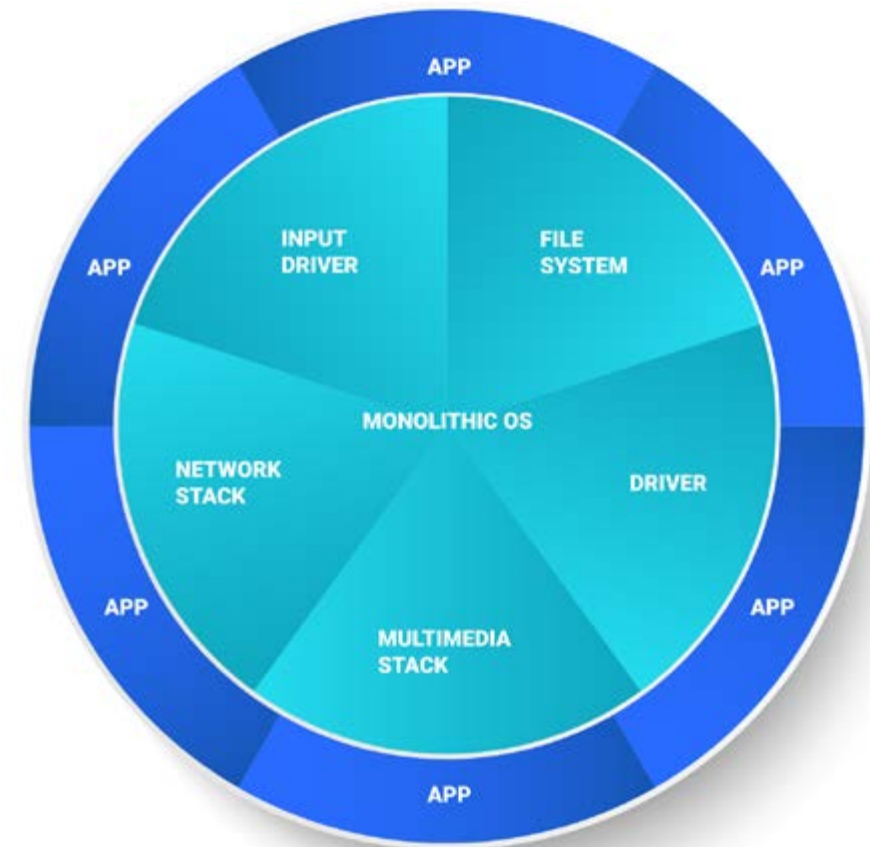 APP
INPUT
DRIVER
FILE
SYSTEM
APP
APP
MONOLITHIC OS
NETWORK
STACK
DRIVER
APP
APP
MULTIMEDIA
STACK
APP